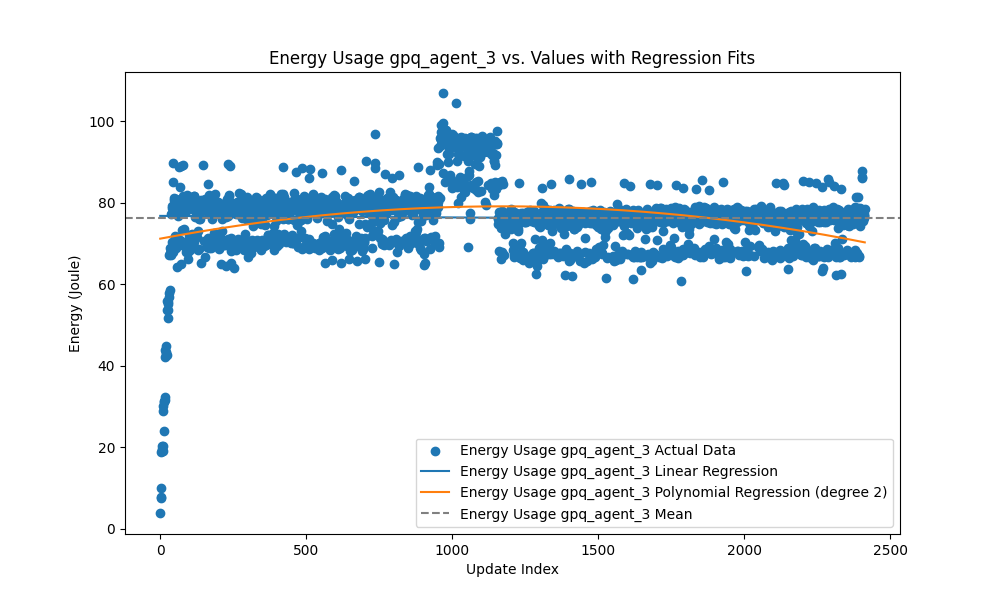 Energy Usage gpq_agent_3 vs. Values with Regression Fits
100
80
60
40
20
0
Energy (Joule)
Energy Usage gpq_agent_3 Actual Data
Energy Usage gpq_agent_3 Linear Regression
Energy Usage gpq_agent_3 Polynomial Regression (degree 2)
Energy Usage gpq_agent_3 Mean
0 500 1000 1500 2000 2500
Update Index